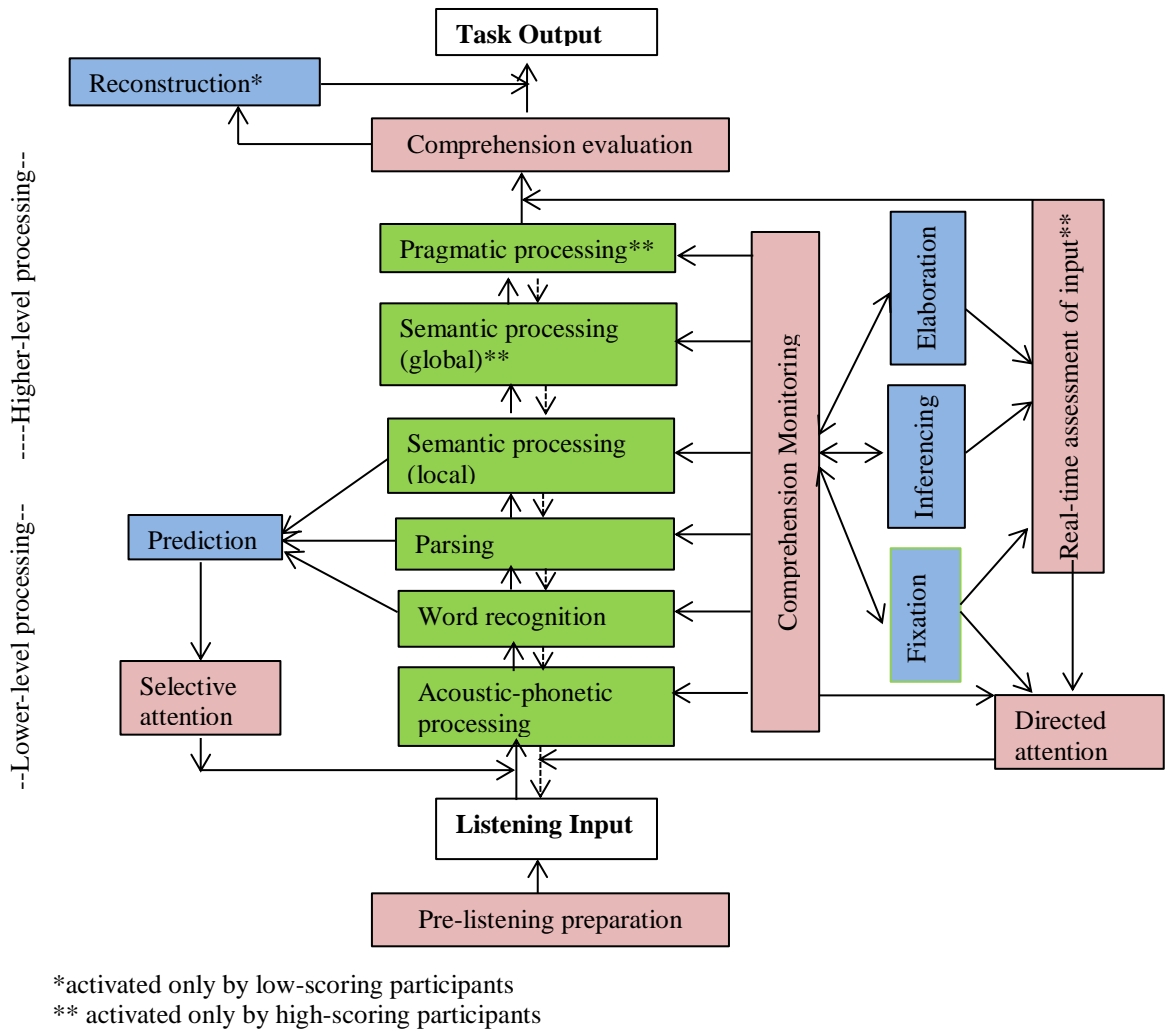 Task Output
Reconstruction*
Comprehension evaluation
----Higher-level processing--
Pragmatic processing**
Semantic processing
(global)**
Semantic processing
(local)
Comprehension Monitoring
Elaboration
Inferencing
Fixation
Real-time assessment of input**
--Lower-level processing--
Prediction
Parsing
Word recognition
Selective
attention
Acoustic-phonetic
processing
Directed
attention
Listening Input
Pre-listening preparation
*activated only by low-scoring participants
** activated only by high-scoring participants